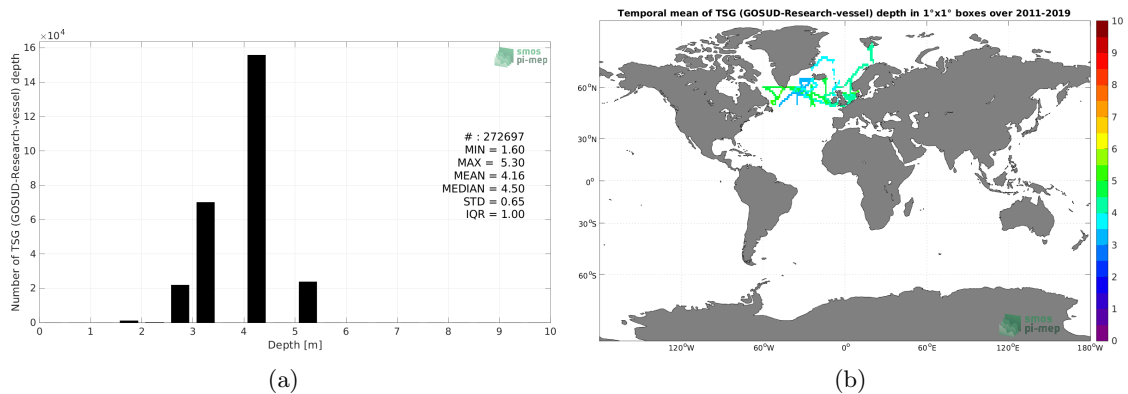 ×10⁴
16
14
12
10
8
6
4
2
0
Number of TSG (GOSUD-Research-vessel) depth
smos
pi-mep
# : 272697
MIN = 1.60
MAX = 5.30
MEAN = 4.16
MEDIAN = 4.50
STD = 0.65
IQR = 1.00
0 1 2 3 4 5 6 7 8 9 10
Depth [m]
(a)
Temporal mean of TSG (GOSUD-Research-vessel) depth in 1°x1° boxes over 2011-2019
60°N
30°N
0°
30°S
60°S
120°W 60°W 0° 60°E 120°E 180°W
smos
pi-mep
10
9
8
7
6
5
4
3
2
1
0
(b)